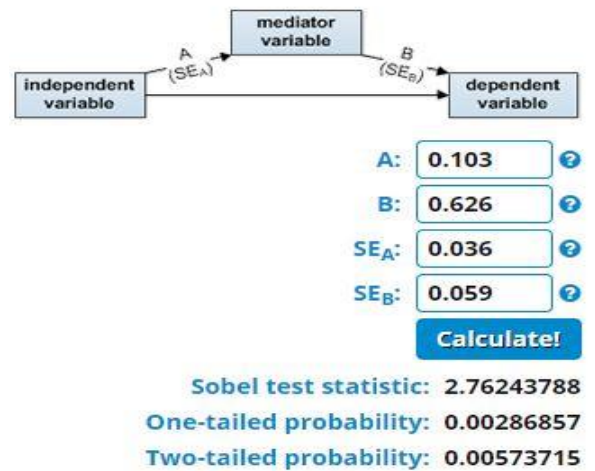 mediator
variable
A
(SEA)
B
(SEB)
independent
variable
dependent
variable
A: 0.103 ?
B: 0.626 ?
SEA: 0.036 ?
SEB: 0.059 ?
Calculate!
Sobel test statistic: 2.76243788
One-tailed probability: 0.00286857
Two-tailed probability: 0.00573715